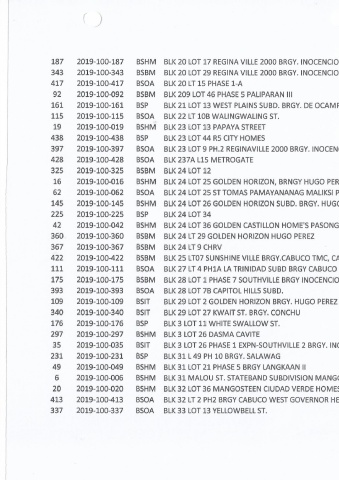 187 2019-100-187 BSHM BLK 20 LOT 17 REGINA VILLE 2000 BRGY. INOCENCIO
343 2019-100-343 BSBM BLK 20 LOT 29 REGINA VILLE 2000 BRGY. INOCENCIO
417 2019-100-417 BSOA BLK 20 LT 15 PHASE 1-A
92 2019-100-092 BSBM BLK 209 LOT 46 PHASE 5 PALIPARAN III
161 2019-100-161 BSP BLK 21 LOT 13 WEST PLAINS SUBD. BRGY. DE OCAMP
115 2019-100-115 BSOA BLK 22 LT 10B WALINGWALING ST.
19 2019-100-019 BSHM BLK 23 LOT 13 PAPAYA STREET
438 2019-100-438 BSP BLK 23 LOT 44 RS CITY HOMES
397 2019-100-397 BSOA BLK 23 LOT 9 PH.2 REGINAVILLE 2000 BRGY. INOCEN
428 2019-100-428 BSOA BLK 237A L15 METROGATE
325 2019-100-325 BSBM BLK 24 LOT 12
16 2019-100-016 BSHM BLK 24 LOT 25 GOLDEN HORIZON, BRNGY HUGO PER
62 2019-100-062 BSOA BLK 24 LOT 25 ST TOMAS PAMAYANANAG MALIKSI P
145 2019-100-145 BSHM BLK 24 LOT 26 GOLDEN HORIZON SUBD. BRGY. HUGO
225 2019-100-225 BSP BLK 24 LOT 34
42 2019-100-042 BSHM BLK 24 LOT 36 GOLDEN CASTILLON HOME'S PASONG
360 2019-100-360 BSBM BLK 24 LT 29 GOLDEN HORIZON HUGO PEREZ
367 2019-100-367 BSBM BLK 24 LT 9 CHRV
422 2019-100-422 BSBM BLK 25 LT07 SUNSHINE VILLE BRGY.CABUCO TMC, CA
111 2019-100-111 BSOA BLK 27 LT 4 PH1A LA TRINIDAD SUBD BRGY CABUCO
175 2019-100-175 BSBM BLK 28 LOT 1 PHASE 7 SOUTHVILLE BRGY INOCENCIO
393 2019-100-393 BSBM BLK 28 LOT 7B CAPITOL HILLS SUBD.
109 2019-100-109 BSIT BLK 29 LOT 2 GOLDEN HORIZON BRGY. HUGO PEREZ
340 2019-100-340 BSIT BLK 29 LOT 27 KWAIT ST. BRGY. CONCHU
176 2019-100-176 BSP BLK 3 LOT 11 WHITE SWALLOW ST.
297 2019-100-297 BSHM BLK 3 LOT 26 DASMA CAVITE
35 2019-100-035 BSIT BLK 3 LOT 26 PHASE 1 EXPN-SOUTHVILLE 2 BRGY. INO
231 2019-100-231 BSP BLK 31 L 49 PH 10 BRGY. SALAWAG
49 2019-100-049 BSHM BLK 31 LOT 21 PHASE 5 BRGY LANGKAAN II
6 2019-100-006 BSHM BLK 31 MALOU ST. STATEBAND SUBDIVISION MANGO
20 2019-100-020 BSHM BLK 32 LOT 36 MANGOSTEEN CIUDAD VERDE HOMES
413 2019-100-413 BSOA BLK 32 LT 2 PH2 BRGY CABUCO WEST GOVERNOR HE
337 2019-100-337 BSOA BLK 33 LOT 13 YELLOWBELL ST.